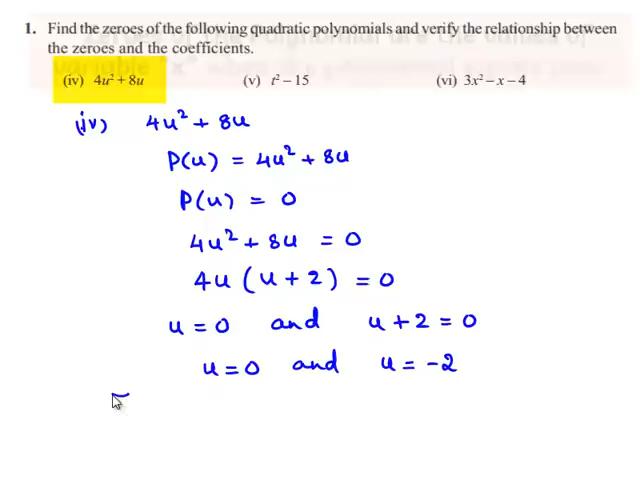 1. Find the zeroes of the following quadratic polynomials and verify the relationship between
the zeroes and the coefficients.
(iv) 4u² + 8u (v) t² – 15 (vi) 3x² – x – 4
(iv) 4u² + 8u
P(u) = 4u² + 8u
P(u) = 0
4u² + 8u = 0
4u (u + 2) = 0
u = 0 and u + 2 = 0
u = 0 and u = -2